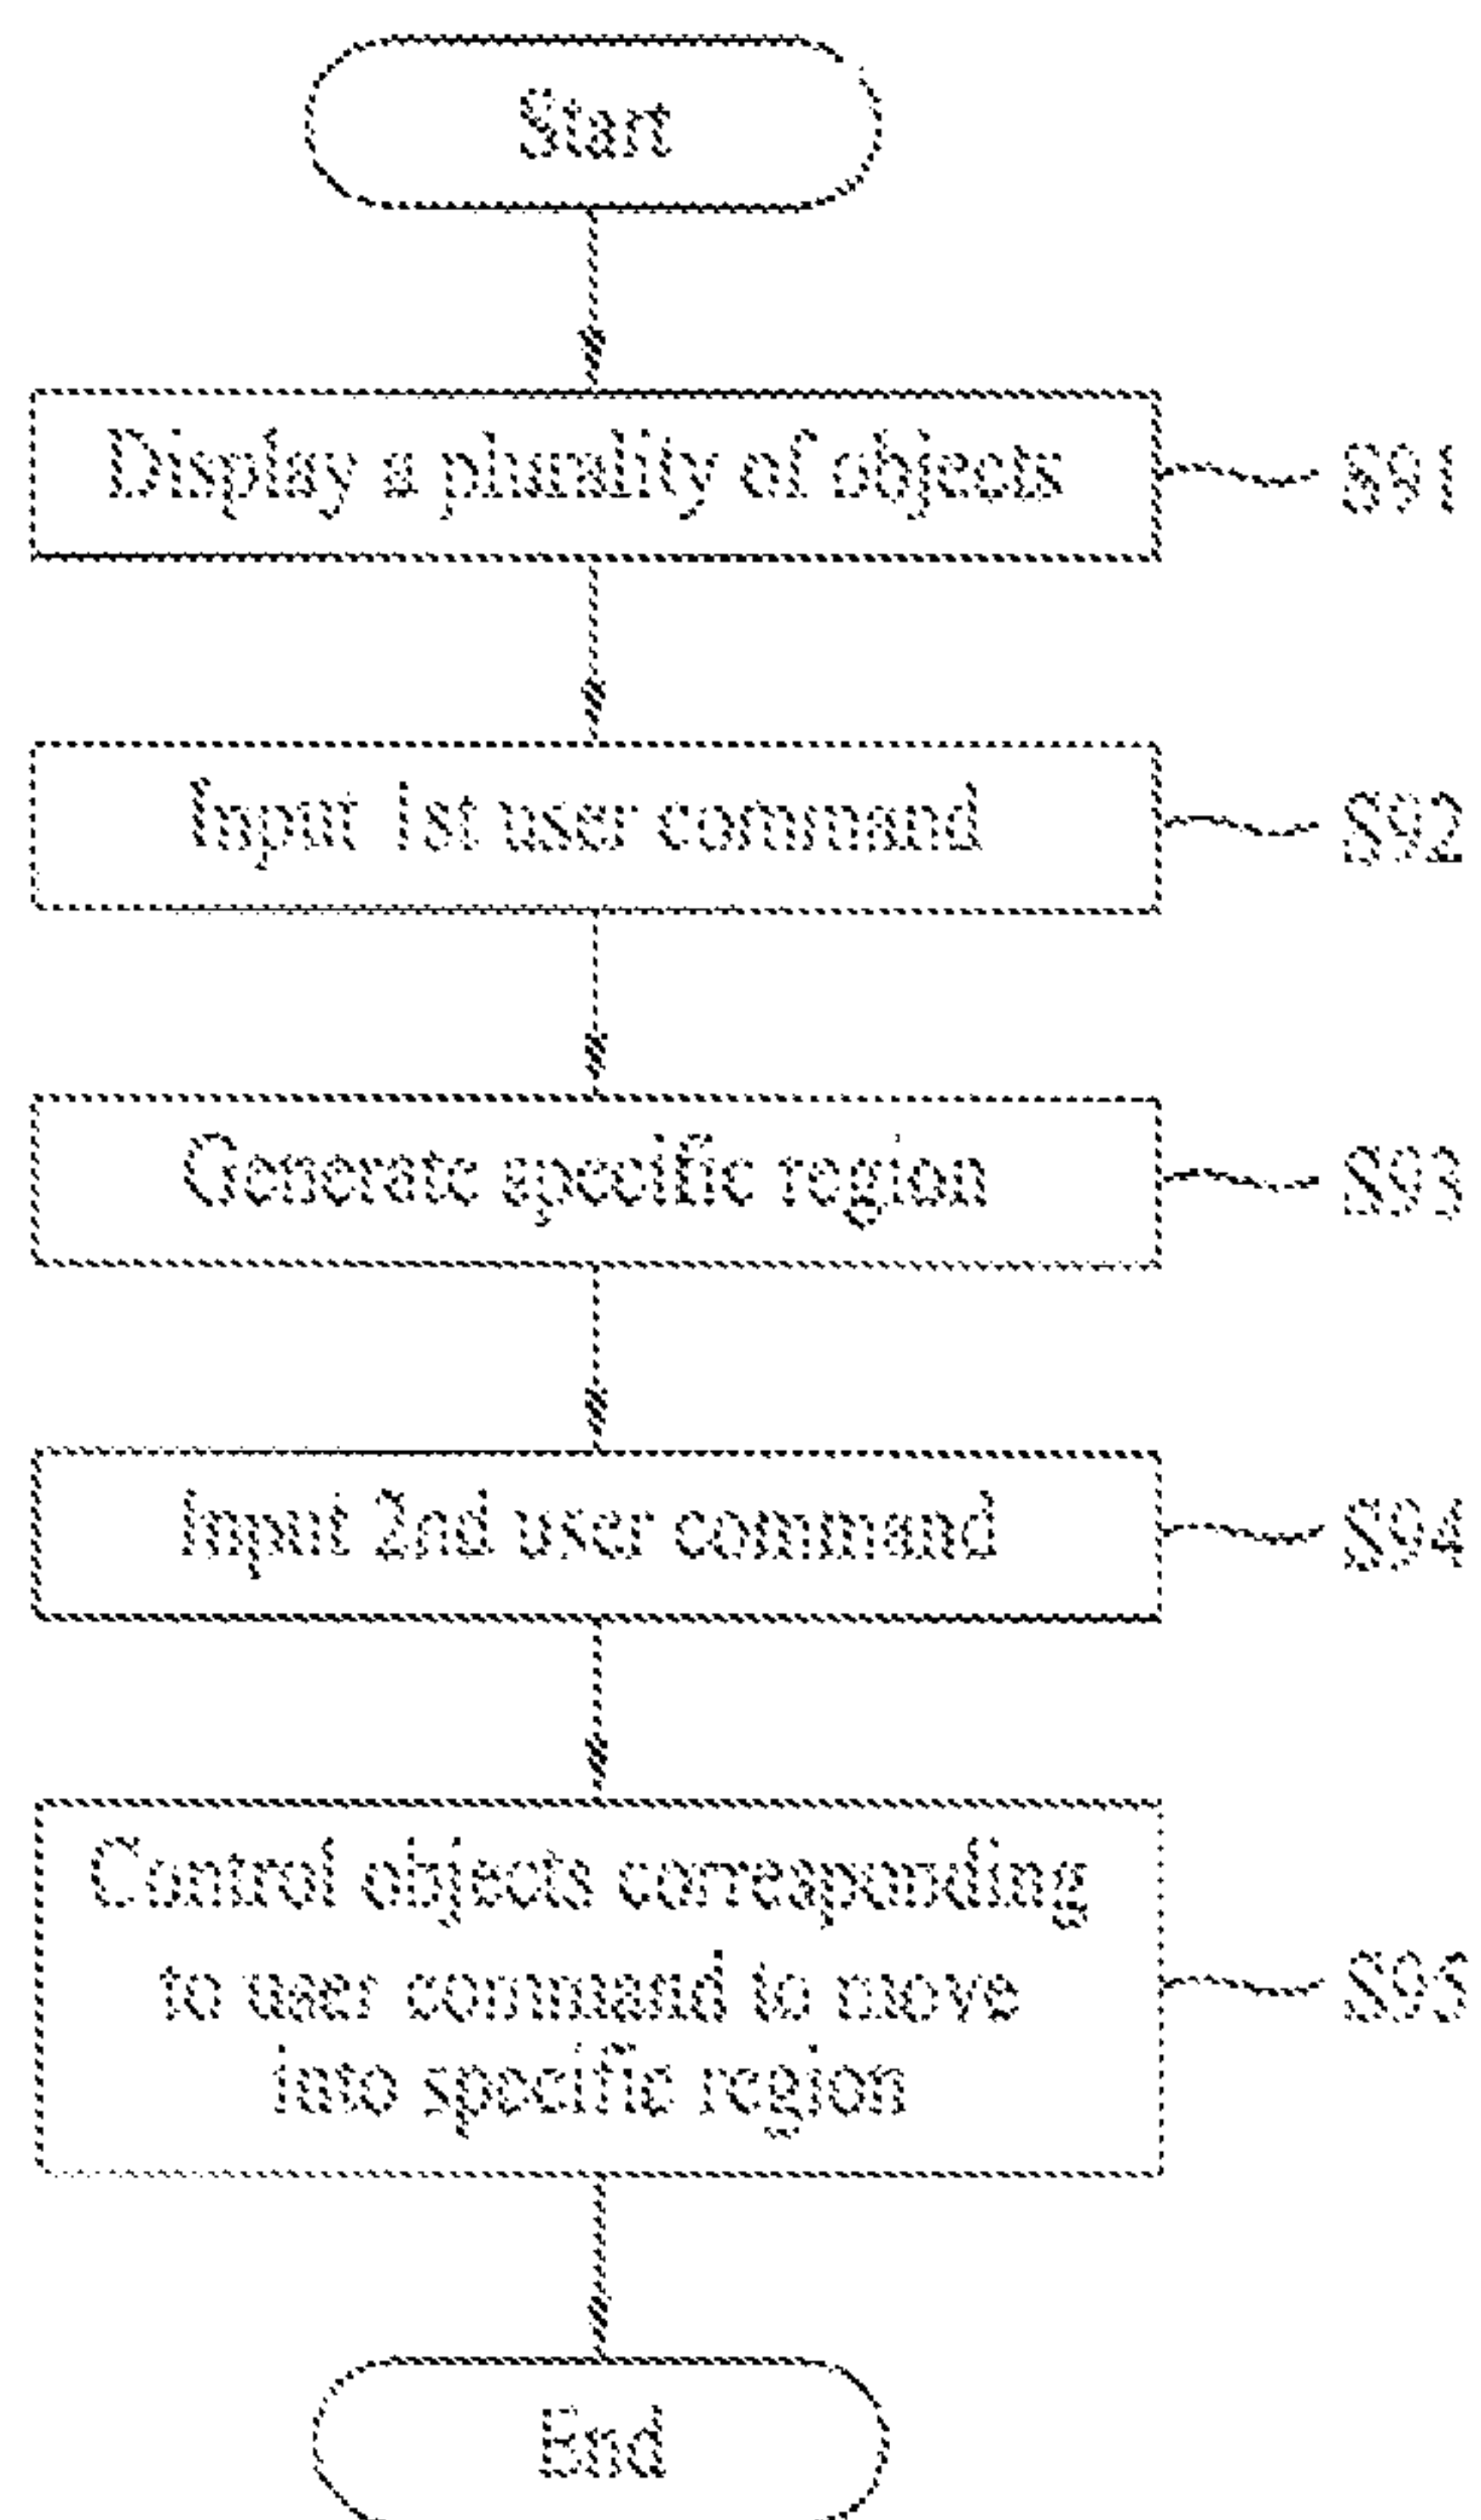 Start
Display a plurality of objects
S91
Input 1st user command
S92
Generate specific region
S93
Input 2nd user command
S94
Control objects corresponding
to user command to move
into specific region
S95
End